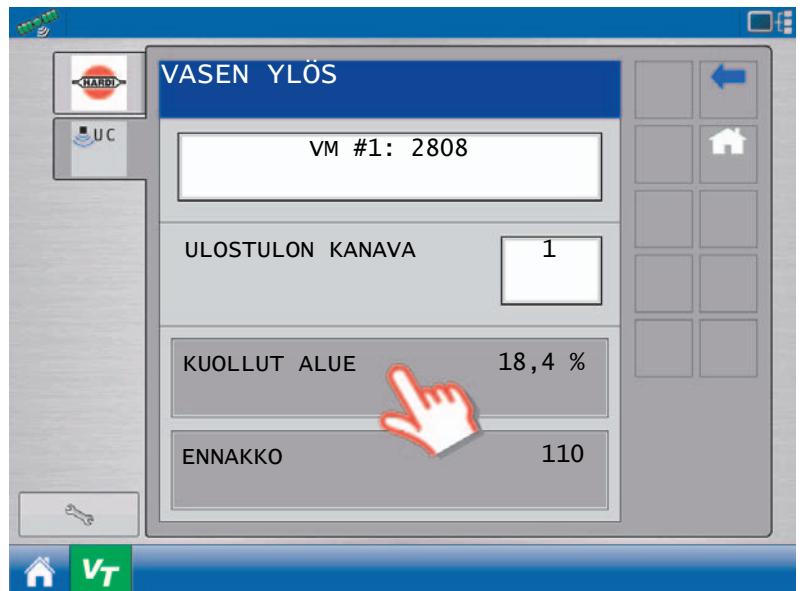 HARDI
VASEN YLÖS
UC
VM #1: 2808
ULOSTULON KANAVA 1
KUOLLUT ALUE 18,4 %
ENNAKKO 110
VT